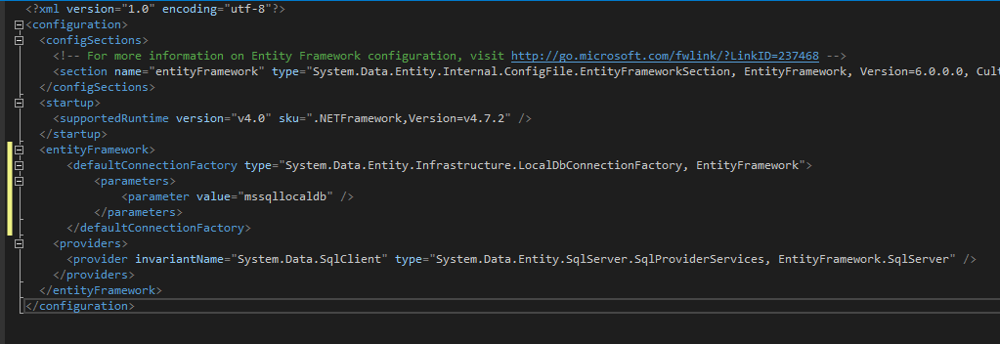 <?xml version="1.0" encoding="utf-8"?>
<configuration>
<configSections>
<!-- For more information on Entity Framework configuration, visit http://go.microsoft.com/fwlink/?LinkID=237468 -->
<section name="entityFramework" type="System.Data.Entity.Internal.ConfigFile.EntityFrameworkSection, EntityFramework, Version=6.0.0.0, Cult
</configSections>
<startup>
<supportedRuntime version="v4.0" sku=".NETFramework,Version=v4.7.2" />
</startup>
<entityFramework>
<defaultConnectionFactory type="System.Data.Entity.Infrastructure.LocalDbConnectionFactory, EntityFramework">
<parameters>
<parameter value="mssqllocaldb" />
</parameters>
</defaultConnectionFactory>
<providers>
<provider invariantName="System.Data.SqlClient" type="System.Data.Entity.SqlServer.SqlProviderServices, EntityFramework.SqlServer" />
</providers>
</entityFramework>
</configuration>